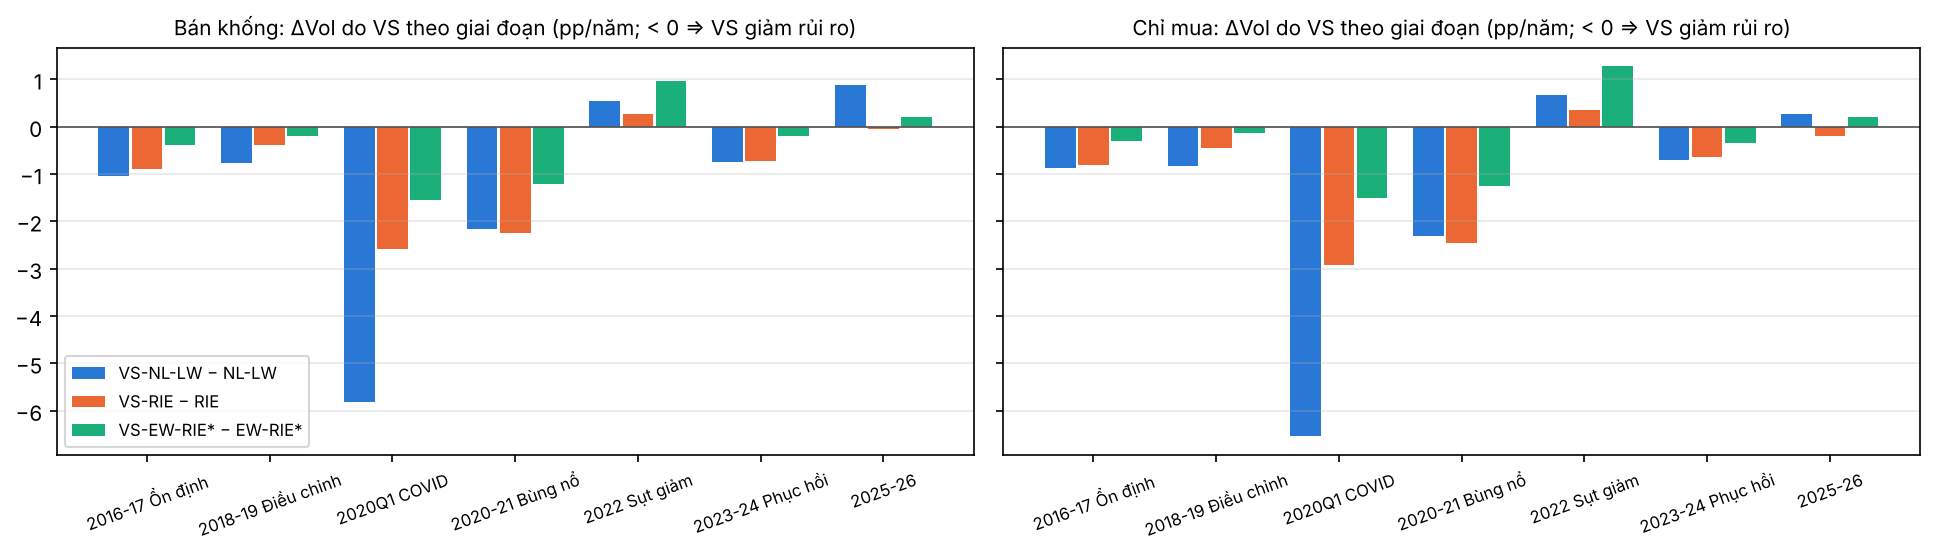 Bán khống: ΔVol do VS theo giai đoạn (pp/năm; < 0 ⇒ VS giảm rủi ro)
1
0
−1
−2
−3
−4
−5
−6
VS-NL-LW − NL-LW
VS-RIE − RIE
VS-EW-RIE* − EW-RIE*
2016-17 Ổn định
2018-19 Điều chỉnh
2020Q1 COVID
2020-21 Bùng nổ
2022 Sụt giảm
2023-24 Phục hồi
2025-26
Chỉ mua: ΔVol do VS theo giai đoạn (pp/năm; < 0 ⇒ VS giảm rủi ro)
2016-17 Ổn định
2018-19 Điều chỉnh
2020Q1 COVID
2020-21 Bùng nổ
2022 Sụt giảm
2023-24 Phục hồi
2025-26